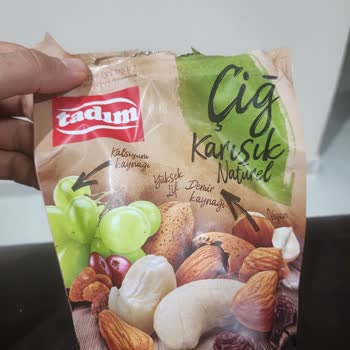 tadım
Çiğ
Karışık
Naturel
Kalsiyum
kaynağı
Yüksek
Lif
Demir
kaynağı